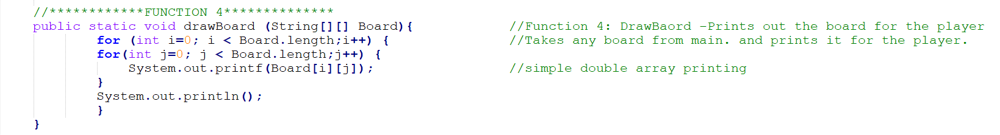 //************FUNCTION 4**************
public static void drawBoard (String[][] Board){ //Function 4: DrawBaord -Prints out the board for the player
for (int i=0; i < Board.length;i++) { //Takes any board from main. and prints it for the player.
for(int j=0; j < Board.length;j++) {
System.out.printf(Board[i][j]); //simple double array printing
}
System.out.println();
}
}